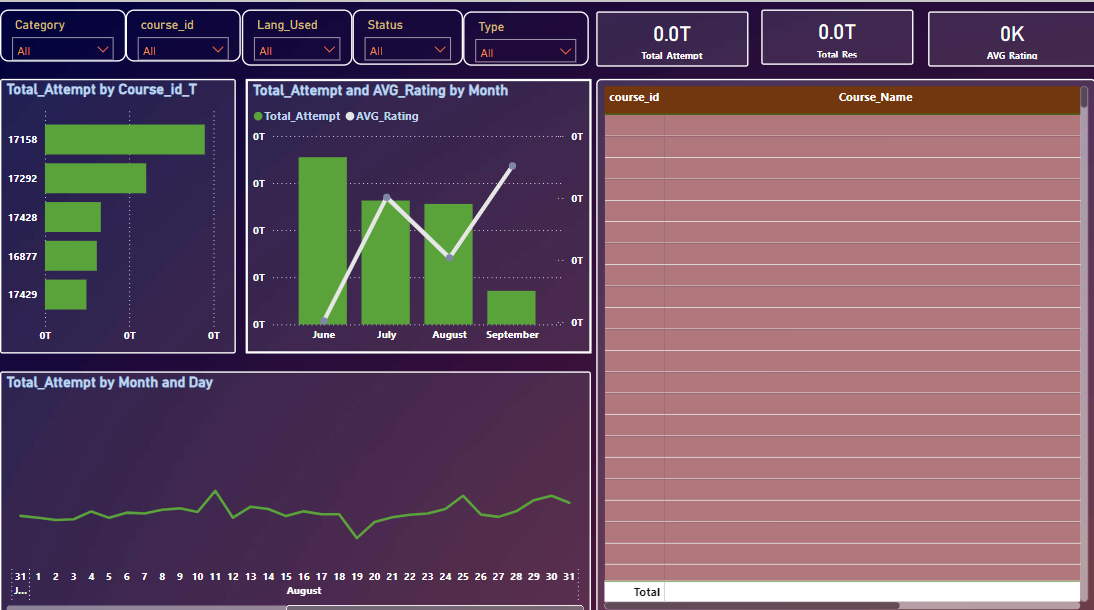 Category
All
course_id
All
Lang_Used
All
Status
All
Type
All
0.0T
Total Attempt
0.0T
Total Res
0K
AVG Rating
Total_Attempt by Course_id_T
17158
17292
17428
16877
17429
0T 0T 0T
Total_Attempt and AVG_Rating by Month
Total_Attempt AVG_Rating
0T
0T
0T
0T
0T
0T
0T
0T
0T
June July August September
course_id Course_Name
Total
Total_Attempt by Month and Day
31 1 2 3 4 5 6 7 8 9 10 11 12 13 14 15 16 17 18 19 20 21 22 23 24 25 26 27 28 29 30 31
J... August